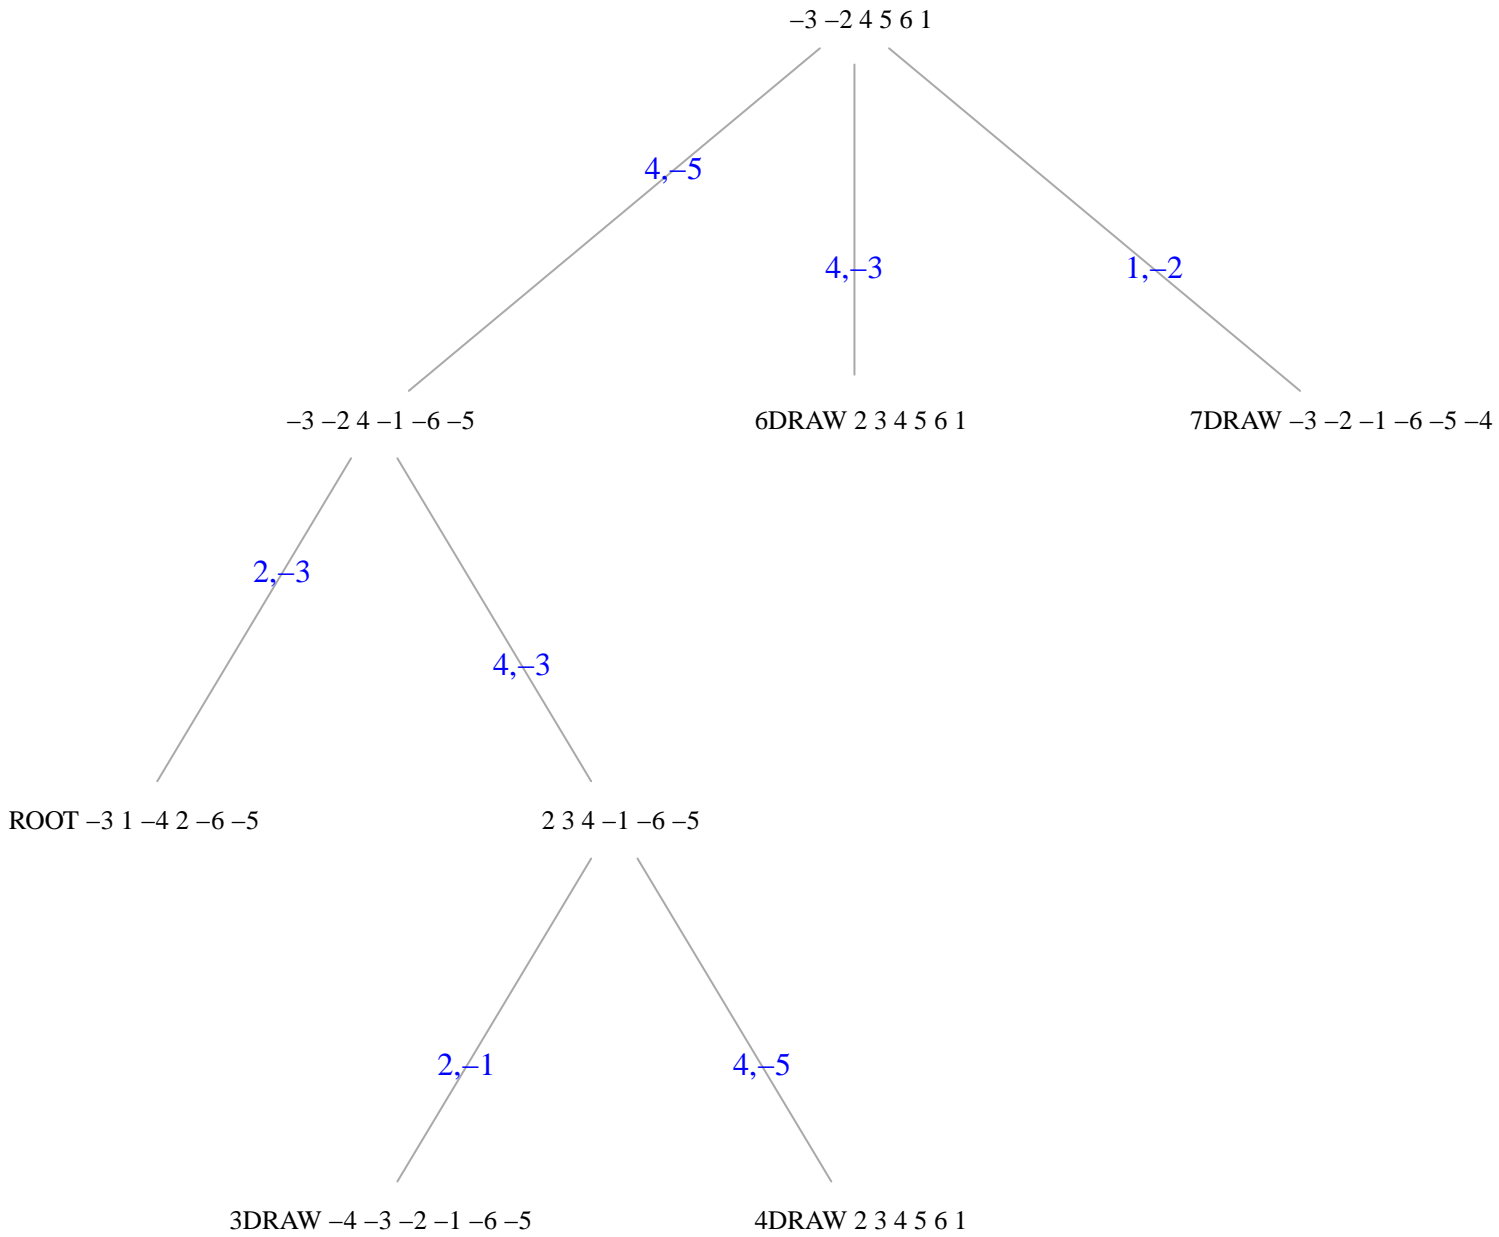 –3 –2 4 5 6 1
4,–5
4,–3
1,–2
–3 –2 4 –1 –6 –5
6DRAW 2 3 4 5 6 1
7DRAW –3 –2 –1 –6 –5 –4
2,–3
4,–3
ROOT –3 1 –4 2 –6 –5
2 3 4 –1 –6 –5
2,–1
4,–5
3DRAW –4 –3 –2 –1 –6 –5
4DRAW 2 3 4 5 6 1